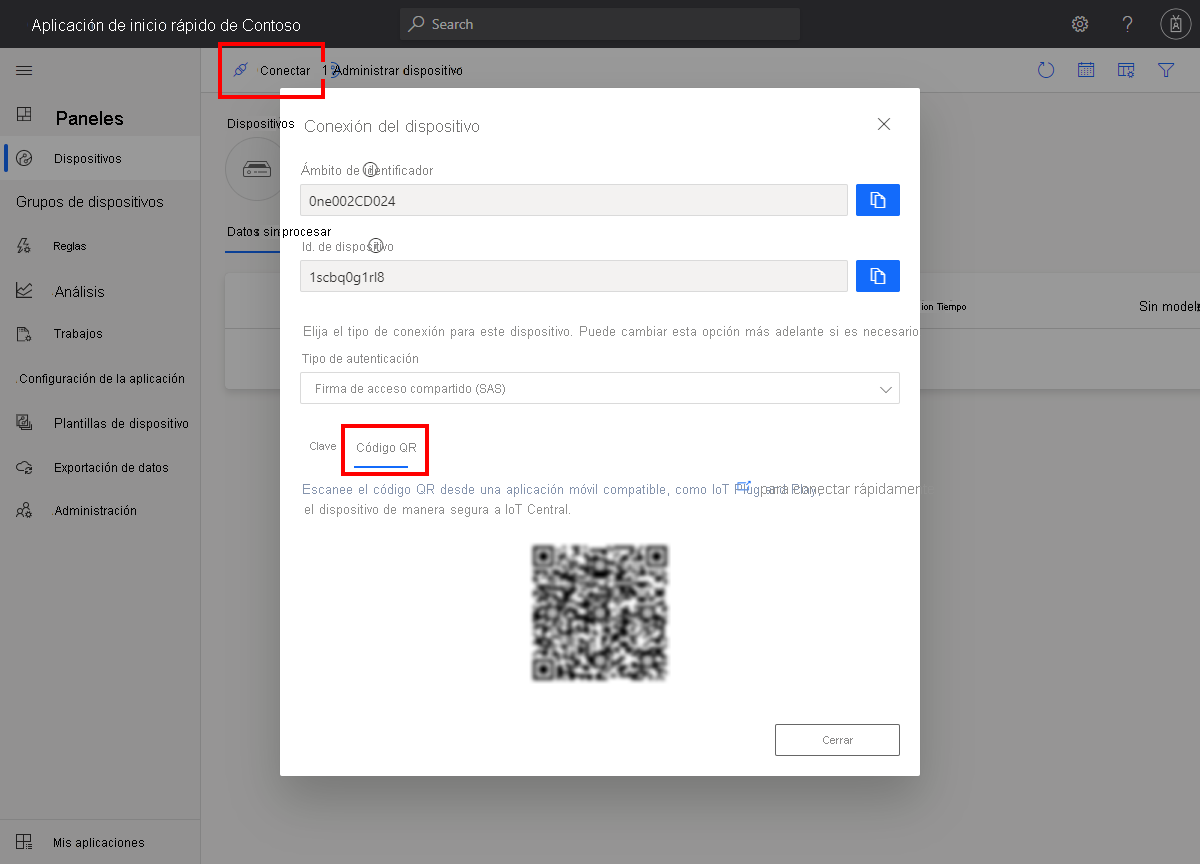 Aplicación de inicio rápido de Contoso
Search
Conectar
Administrar dispositivo
Paneles
Dispositivos
Grupos de dispositivos
Reglas
Análisis
Trabajos
Configuración de la aplicación
Plantillas de dispositivo
Exportación de datos
Administración
Mis aplicaciones
Dispositivos
Datos sin procesar
Tiempo
Sin
Conexión del dispositivo
Ámbito de identificador
0ne002CD024
Id. de dispositivo
1scbq0g1rl8
Elija el tipo de conexión para este dispositivo. Puede cambiar esta opción más adelante si es necesario
Tipo de autenticación
Firma de acceso compartido (SAS)
Clave
Código QR
Escanee el código QR desde una aplicación móvil compatible, como IoT Plug and Play, para conectar
el dispositivo de manera segura a IoT Central.
Cerrar